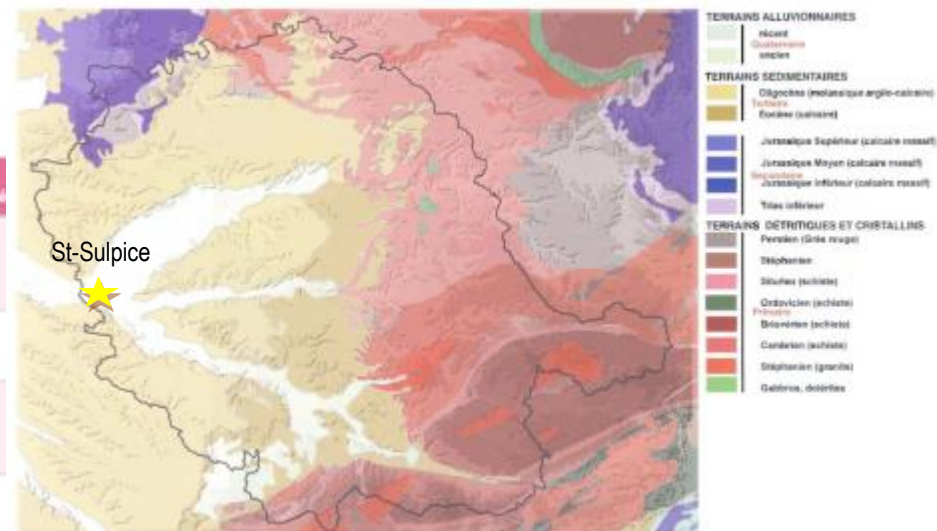 St-Sulpice
TERRAINS ALLUVIONNAIRES
récent
Quaternaire
ancien
TERRAINS SEDIMENTAIRES
Oligocène (molassique argilo-calcaire)
Tertiaire
Eocène (calcaire)
Jurassique Supérieur (calcaire massif)
Jurassique Moyen (calcaire massif)
Secondaire
Jurassique Inférieur (calcaire massif)
Trias inférieur
TERRAINS DÉTRITIQUES ET CRISTALLINS
Permien (Grès rouge)
Stéphanien
Silurien (schiste)
Ordovicien (schiste)
Primaire
Briovérien (schiste)
Cambrien (schiste)
Stéphanien (granite)
Gabbros, dolérites